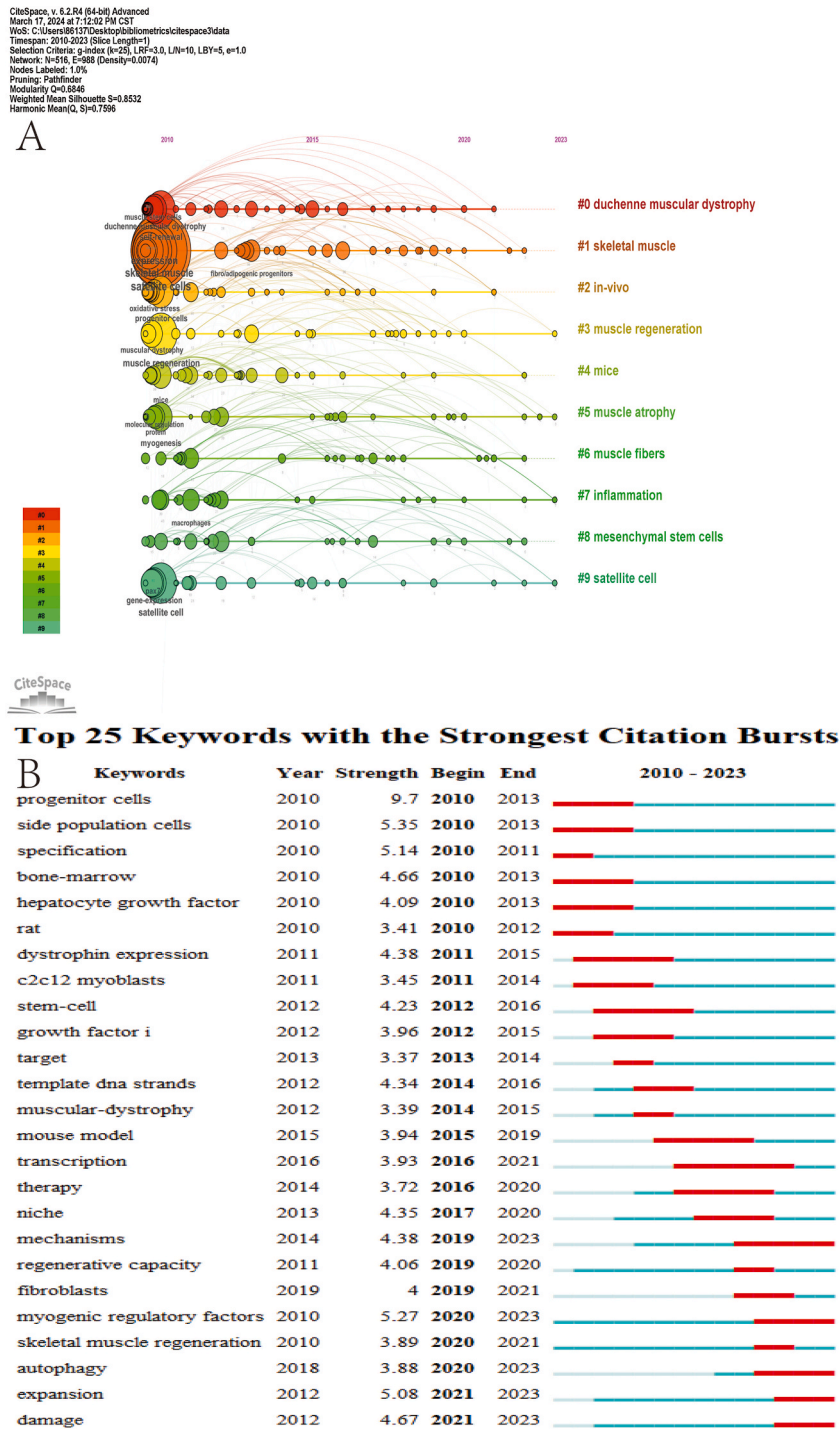 CiteSpace, v. 6.2.R4 (64-bit) Advanced
March 17, 2024 at 7:12:02 PM CST
WoS: C:\Users\86137\Desktop\bibliometrics\citespace3\data
Timespan: 2010-2023 (Slice Length=1)
Selection Criteria: g-index (k=25), LRF=3.0, L/N=10, LBY=5, e=1.0
Network: N=516, E=988 (Density=0.0074)
Nodes Labeled: 1.0%
Pruning: Pathfinder
Modularity Q=0.6846
Weighted Mean Silhouette S=0.8532
Harmonic Mean(Q, S)=0.7596
A
2010 2015 2020 2023
#0 duchenne muscular dystrophy
duchenne muscular dystrophy
self-renewal
#1 skeletal muscle
expression
skeletal muscle
fibro/adipogenic progenitors
satellite cells
#2 in-vivo
oxidative stress
progenitor cells
#3 muscle regeneration
muscular dystrophy
muscle regeneration
#4 mice
mice
#5 muscle atrophy
molecular population
protein
myogenesis
#6 muscle fibers
#7 inflammation
macrophages
#8 mesenchymal stem cells
#9 satellite cell
pax7
gene-expression
satellite cell
#0
#1
#2
#3
#4
#5
#6
#7
#8
#9
CiteSpace
Top 25 Keywords with the Strongest Citation Bursts
B
Keywords Year Strength Begin End 2010 - 2023
progenitor cells 2010 9.7 2010 2013
side population cells 2010 5.35 2010 2013
specification 2010 5.14 2010 2011
bone-marrow 2010 4.66 2010 2013
hepatocyte growth factor 2010 4.09 2010 2013
rat 2010 3.41 2010 2012
dystrophin expression 2011 4.38 2011 2015
c2c12 myoblasts 2011 3.45 2011 2014
stem-cell 2012 4.23 2012 2016
growth factor i 2012 3.96 2012 2015
target 2013 3.37 2013 2014
template dna strands 2012 4.34 2014 2016
muscular-dystrophy 2012 3.39 2014 2015
mouse model 2015 3.94 2015 2019
transcription 2016 3.93 2016 2021
therapy 2014 3.72 2016 2020
niche 2013 4.35 2017 2020
mechanisms 2014 4.38 2019 2023
regenerative capacity 2011 4.06 2019 2020
fibroblasts 2019 4 2019 2021
myogenic regulatory factors 2010 5.27 2020 2023
skeletal muscle regeneration 2010 3.89 2020 2021
autophagy 2018 3.88 2020 2023
expansion 2012 5.08 2021 2023
damage 2012 4.67 2021 2023